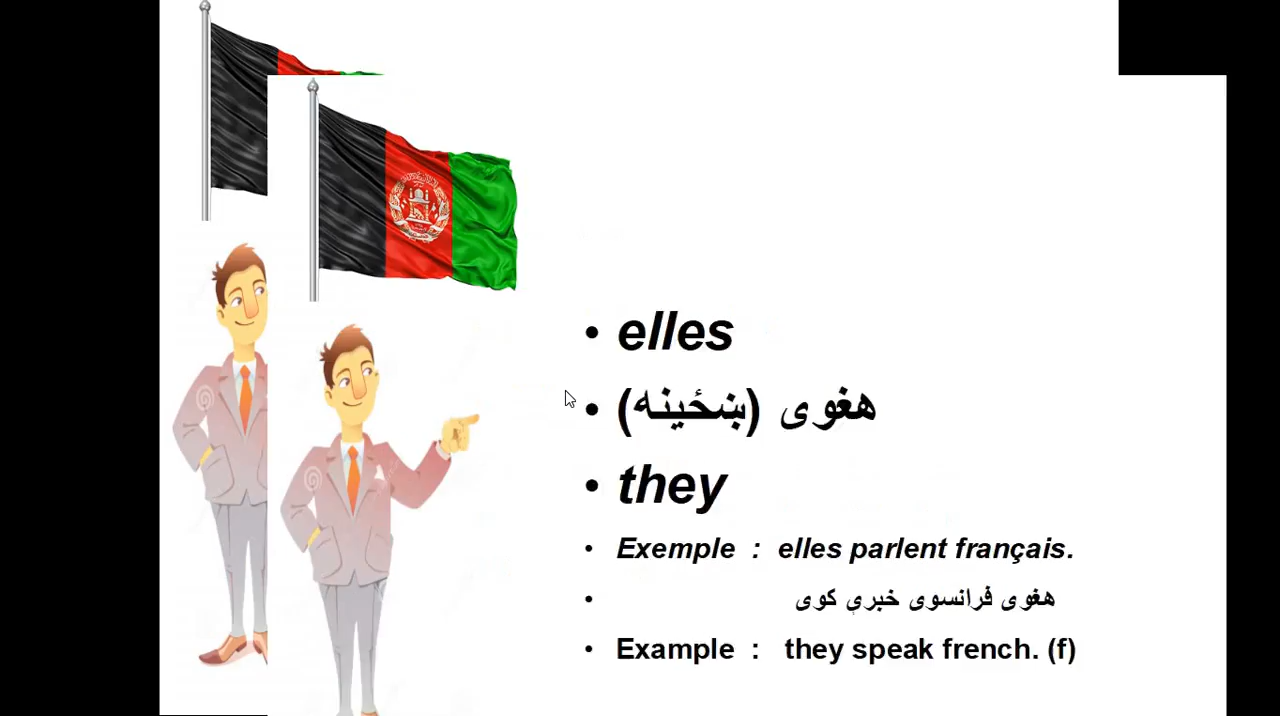 • elles
• هغوی (ښځینه)
• they
• Exemple : elles parlent français.
• هغوی فرانسوی خبرې کوی
• Example : they speak french. (f)